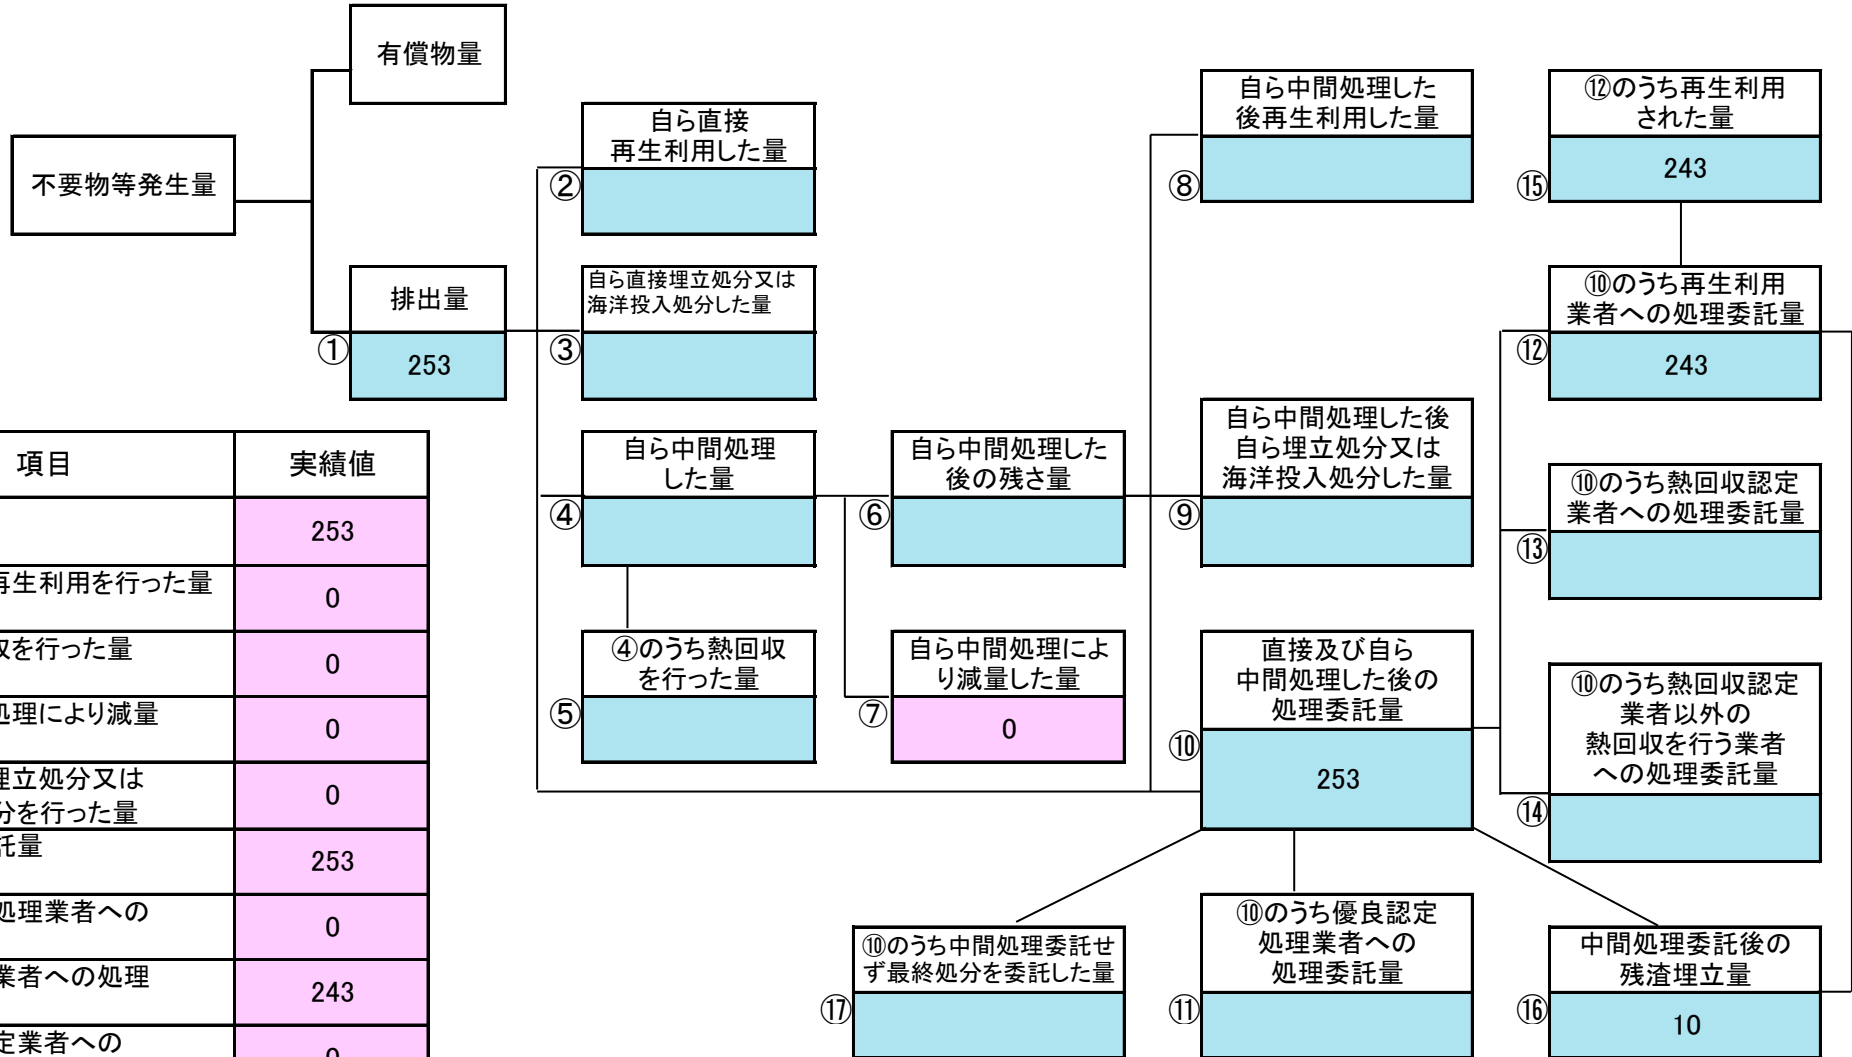 有償物量
不要物等発生量
排出量
①
253
自ら直接
再生利用した量
②
自ら直接埋立処分又は
海洋投入処分した量
③
自ら中間処理
した量
④
④のうち熱回収
を行った量
⑤
自ら中間処理した
後の残さ量
⑥
自ら中間処理によ
り減量した量
⑦
0
自ら中間処理した
後再生利用した量
⑧
自ら中間処理した後
自ら埋立処分又は
海洋投入処分した量
⑨
直接及び自ら
中間処理した後の
処理委託量
⑩
253
⑫のうち再生利用
された量
⑮
243
⑩のうち再生利用
業者への処理委託量
⑫
243
⑩のうち熱回収認定
業者への処理委託量
⑬
⑩のうち熱回収認定
業者以外の
熱回収を行う業者
への処理委託量
⑭
⑩のうち中間処理委託せ
ず最終処分を委託した量
⑰
⑩のうち優良認定
処理業者への
処理委託量
⑪
中間処理委託後の
残渣埋立量
⑯
10
項目 実績値
253
再生利用を行った量 0
を行った量 0
処理により減量 0
埋立処分又は
を行った量 0
託量 253
処理業者への 0
業者への処理 243
定業者への 0